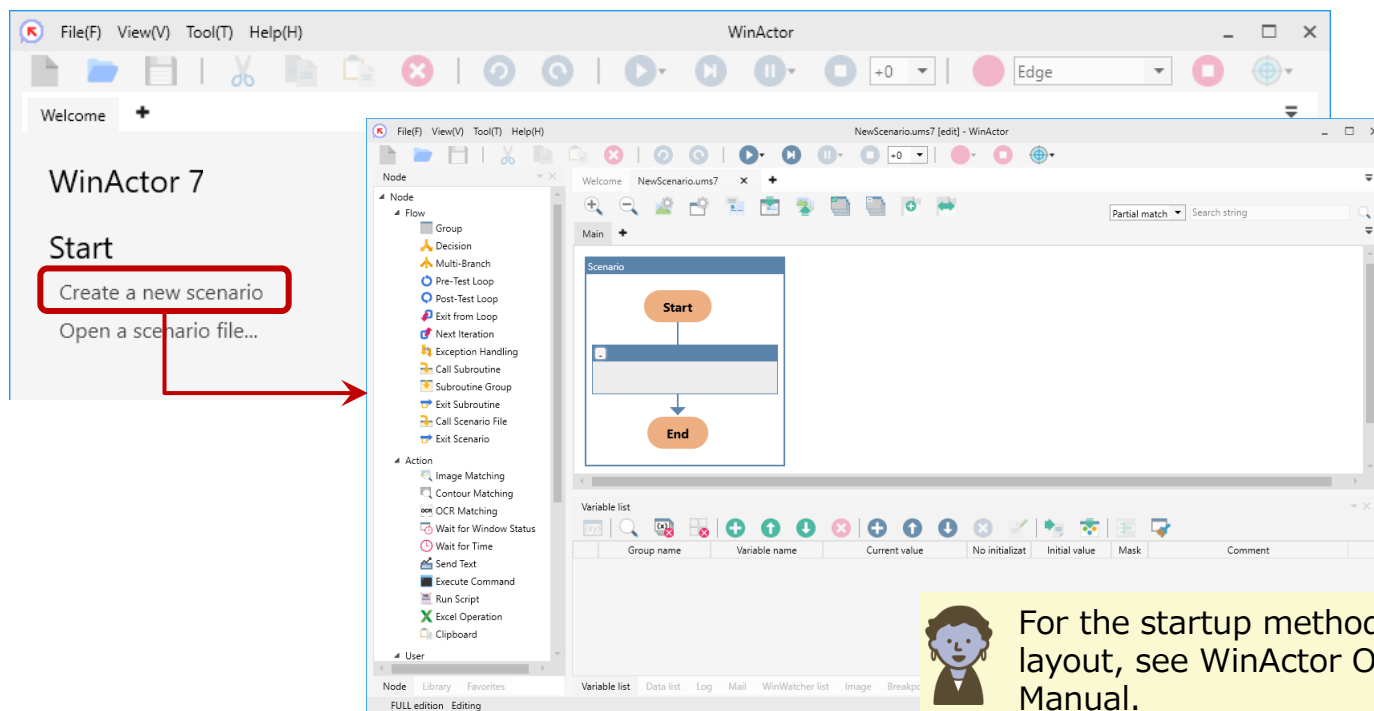 File(F) View(V) Tool(T) Help(H) WinActor
+0 Edge
Welcome
WinActor 7
Start
Create a new scenario
Open a scenario file...
File(F) View(V) Tool(T) Help(H) NewScenario.ums7 [edit] - WinActor
+0
Node
Node
Flow
Group
Decision
Multi-Branch
Pre-Test Loop
Post-Test Loop
Exit from Loop
Next Iteration
Exception Handling
Call Subroutine
Subroutine Group
Exit Subroutine
Call Scenario File
Exit Scenario
Action
Image Matching
Contour Matching
OCR OCR Matching
Wait for Window Status
Wait for Time
Send Text
Execute Command
Run Script
Excel Operation
Clipboard
User
Node Library Favorites
FULL edition Editing
Welcome NewScenario.ums7
Partial match Search string
Main
Scenario
Start
End
Variable list
Group name Variable name Current value No initializat Initial value Mask Comment
Variable list Data list Log Mail WinWatcher list Image
For the startup
layout, see WinActor
Manual.